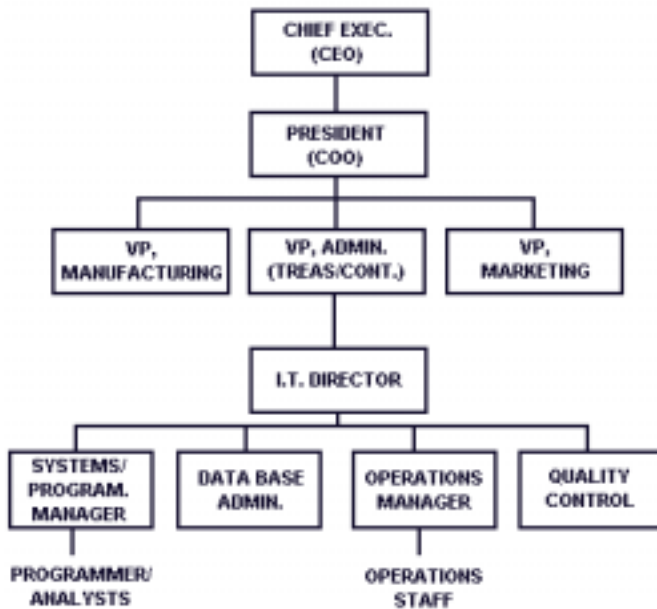 CHIEF EXEC.
(CEO)
PRESIDENT
(COO)
VP,
MANUFACTURING
VP, ADMIN.
(TREAS/CONT.)
VP,
MARKETING
I.T. DIRECTOR
SYSTEMS/
PROGRAM.
MANAGER
DATA BASE
ADMIN.
OPERATIONS
MANAGER
QUALITY
CONTROL
PROGRAMMER/
ANALYSTS
OPERATIONS
STAFF